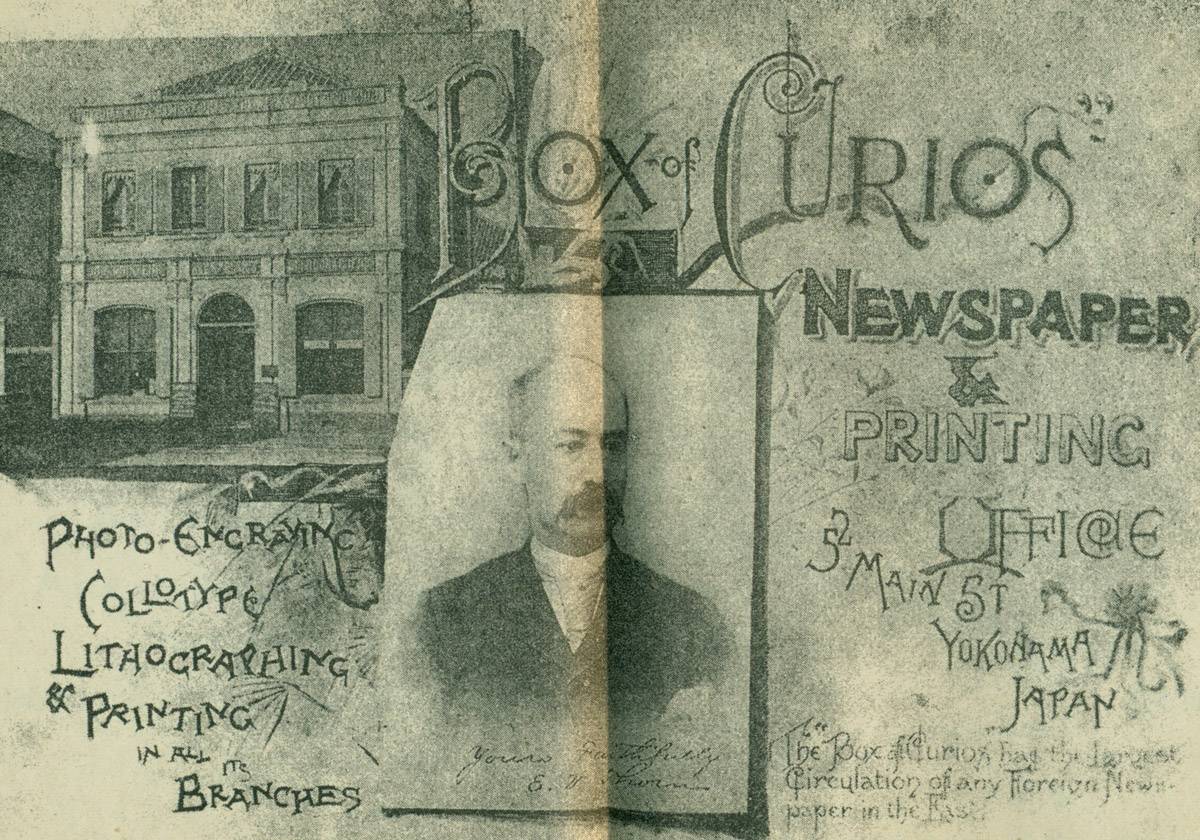 Box of Curios"
NEWSPAPER
&
PRINTING
OFFICE
52
MAIN ST
YOKOHAMA
JAPAN
PHOTO-ENGRAVING
COLLOTYPE
LITHOGRAPHING
& PRINTING
IN ALL
ITS
BRANCHES
Yours Faithfully
E. V. Thorn
The "Box of Curios" has the largest
Circulation of any Foreign News-
paper in the East.